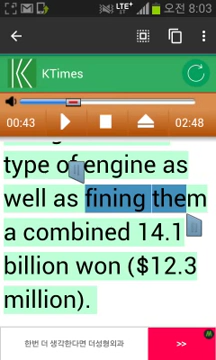 LTE 오전 8:03
KTimes
00:43
02:48
type of engine as
well as fining them
a combined 14.1
billion won ($12.3
million).
한번 더 생각한다면 더성형외과
>>